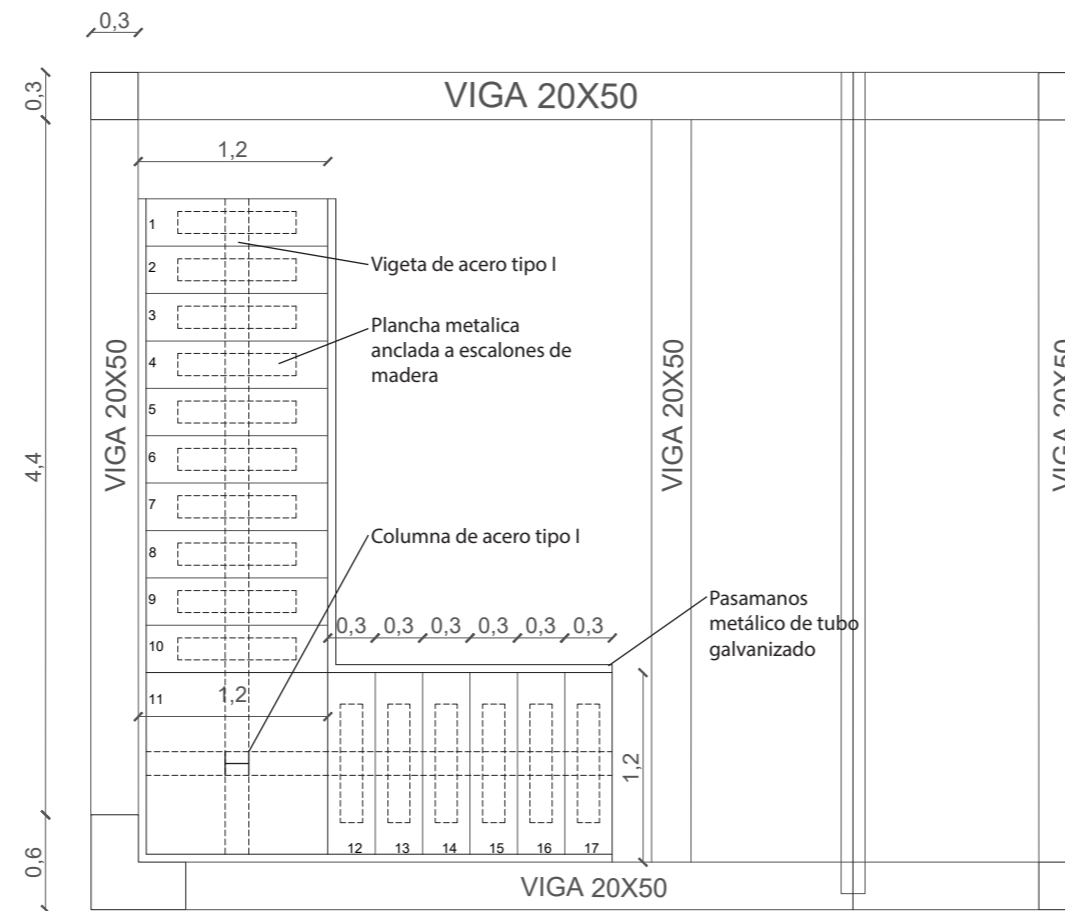 0,3
0,3
VIGA 20X50
1,2
1
2
3
4
5
6
7
8
9
10
11
Vigeta de acero tipo I
Plancha metalica
anclada a escalones de
madera
VIGA 20X50
VIGA 20X50
VIGA 20X50
4,4
Columna de acero tipo I
Pasamanos
metálico de tubo
galvanizado
0,3 0,3 0,3 0,3 0,3 0,3
1,2
1,2
12 13 14 15 16 17
0,6
VIGA 20X50